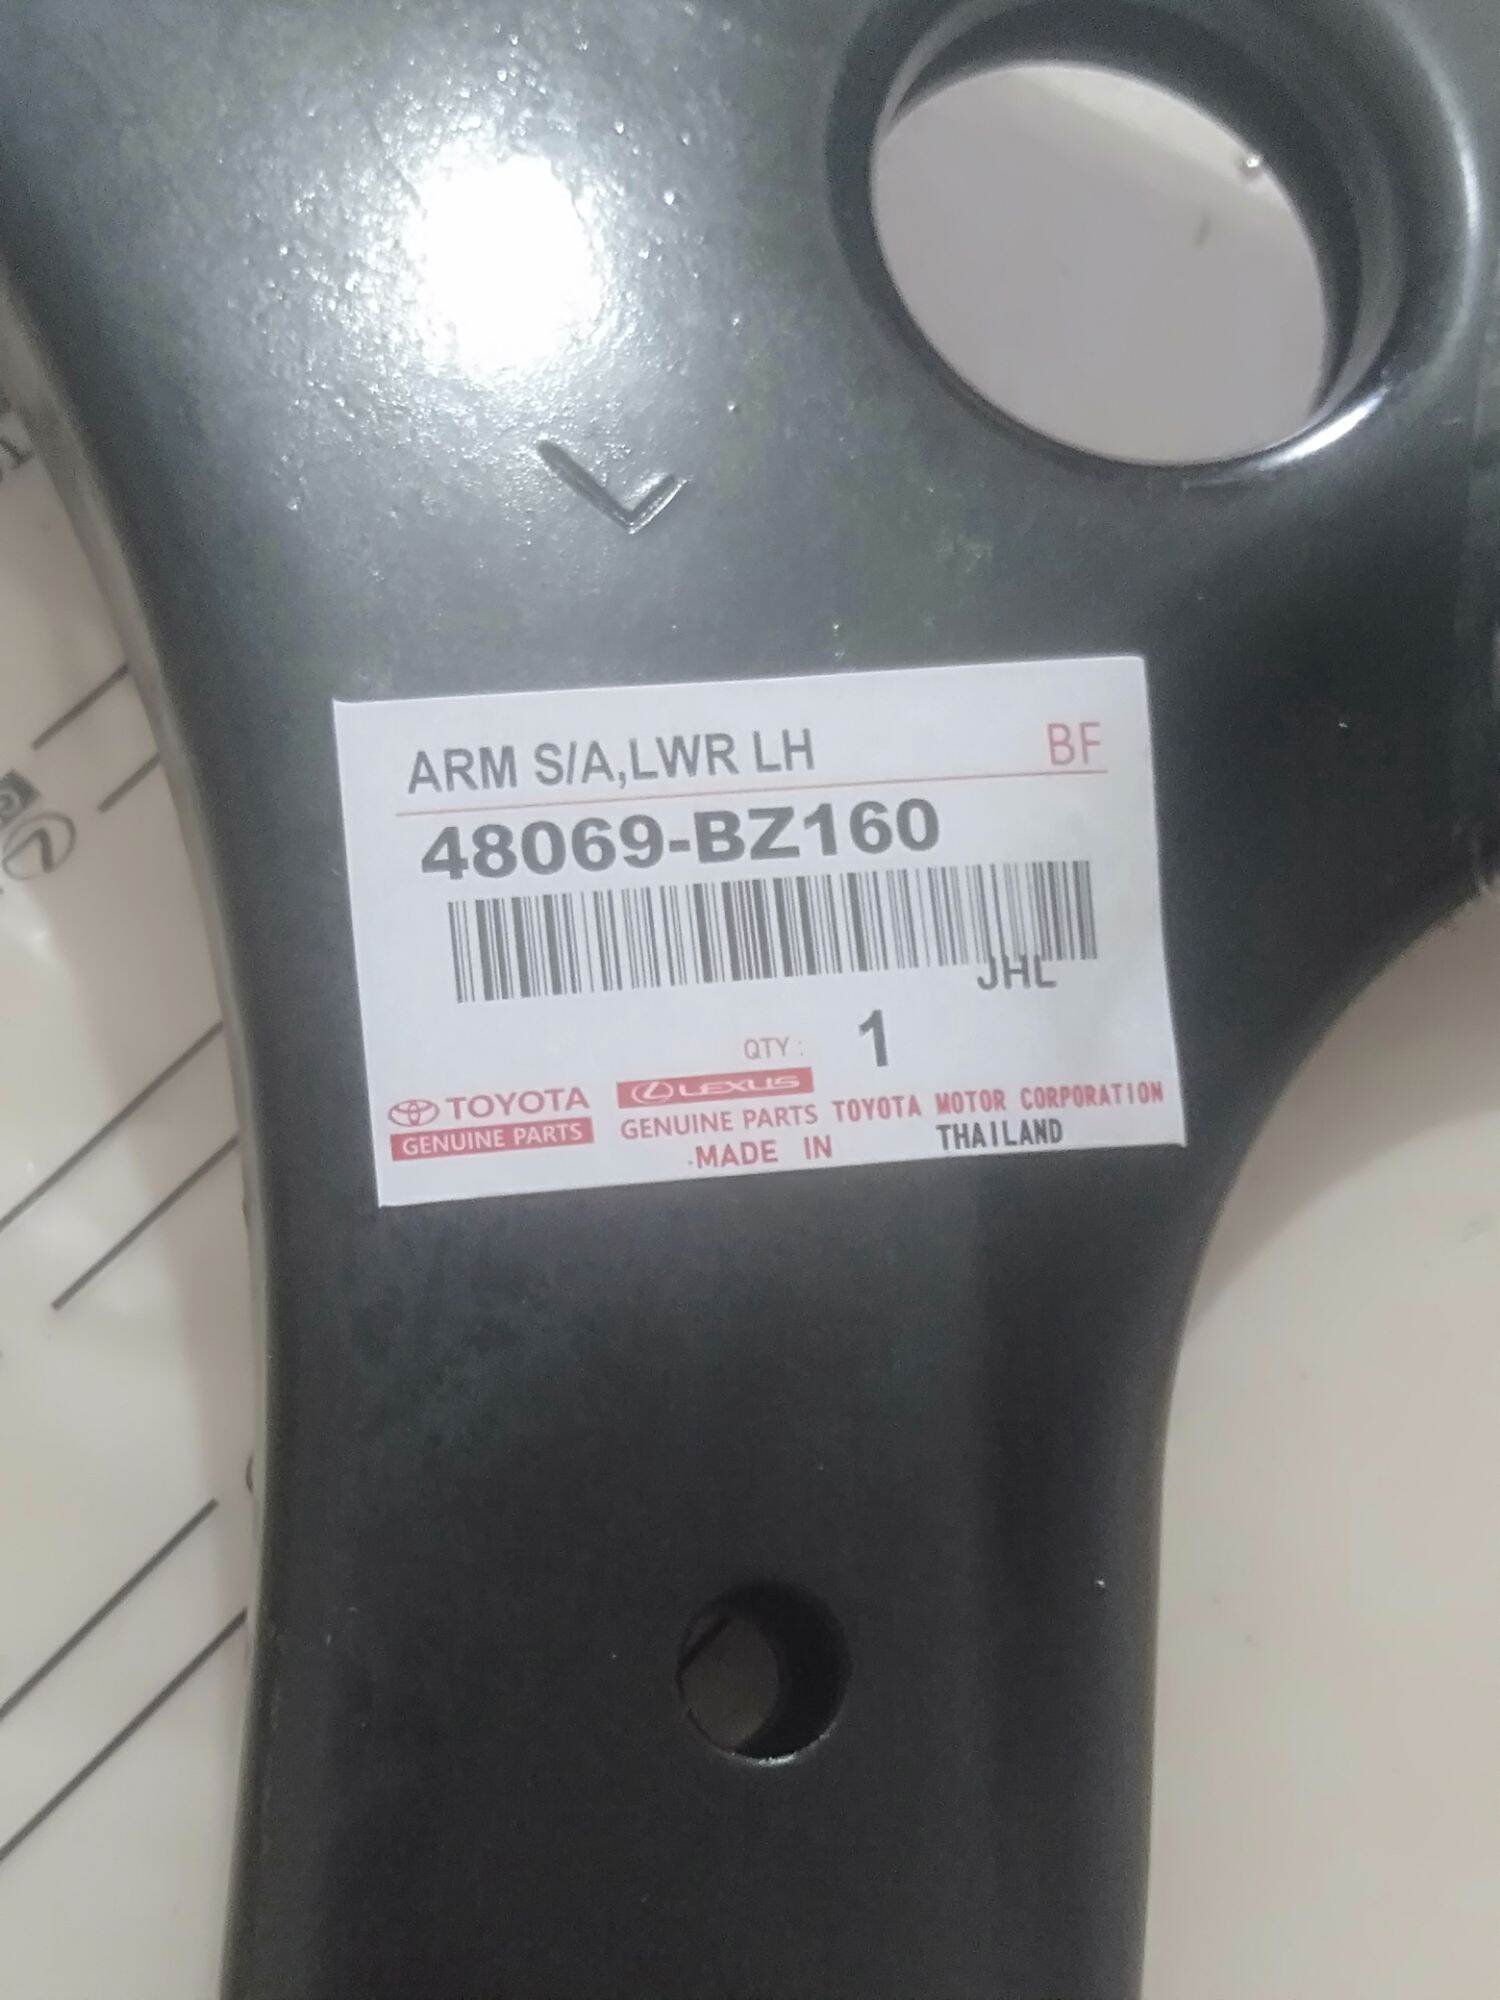 L
ARM S/A,LWR LH BF
48069-BZ160
JHL
QTY : 1
TOYOTA LEXUS
GENUINE PARTS GENUINE PARTS TOYOTA MOTOR CORPORATION
MADE IN THAILAND